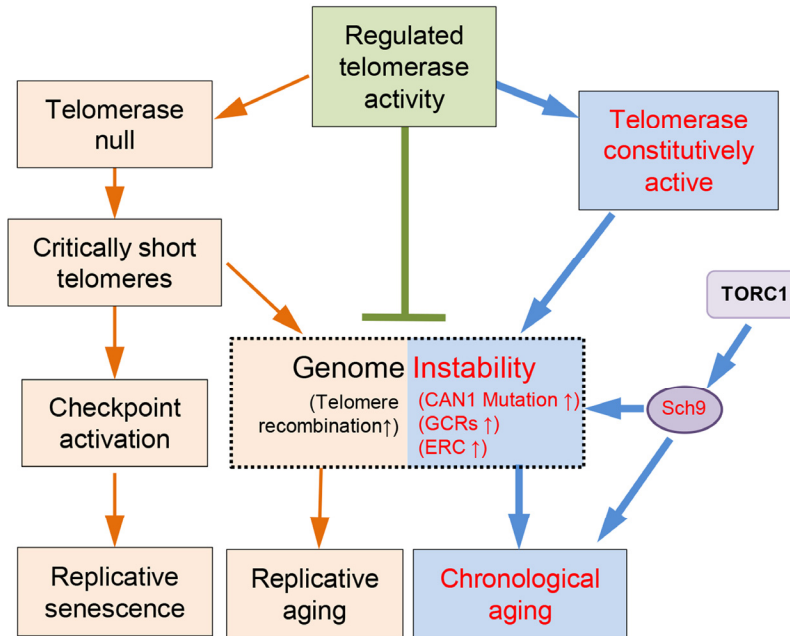 Regulated
telomerase
activity
Telomerase
null
Telomerase
constitutively
active
Critically short
telomeres
TORC1
Genome Instability
(Telomere
recombination↑)
(CAN1 Mutation ↑)
(GCRs ↑)
(ERC ↑)
Sch9
Checkpoint
activation
Replicative
senescence
Replicative
aging
Chronological
aging